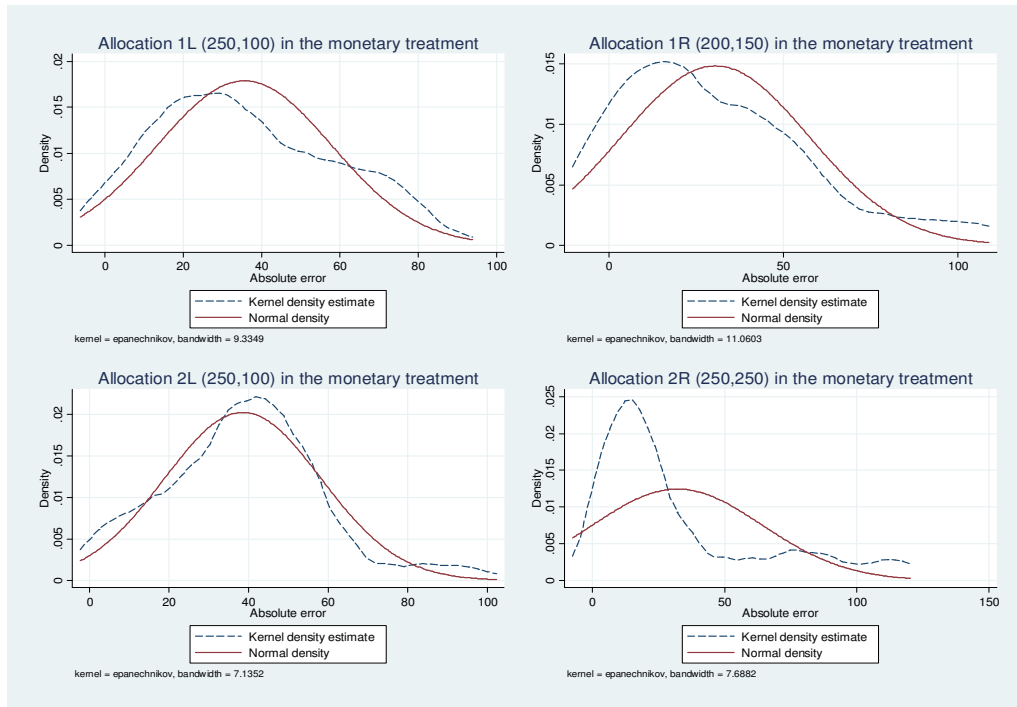 Allocation 1L (250,100) in the monetary treatment
.02
.015
.01
.005
0
Density
0 20 40 60 80 100
Absolute error
Kernel density estimate
Normal density
kernel = epanechnikov, bandwidth = 9.3349
Allocation 1R (200,150) in the monetary treatment
.015
.01
.005
0
Density
0 50 100
Absolute error
Kernel density estimate
Normal density
kernel = epanechnikov, bandwidth = 11.0603
Allocation 2L (250,100) in the monetary treatment
.02
.015
.01
.005
0
Density
0 20 40 60 80 100
Absolute error
Kernel density estimate
Normal density
kernel = epanechnikov, bandwidth = 7.1352
Allocation 2R (250,250) in the monetary treatment
.025
.02
.015
.01
.005
0
Density
0 50 100 150
Absolute error
Kernel density estimate
Normal density
kernel = epanechnikov, bandwidth = 7.6882